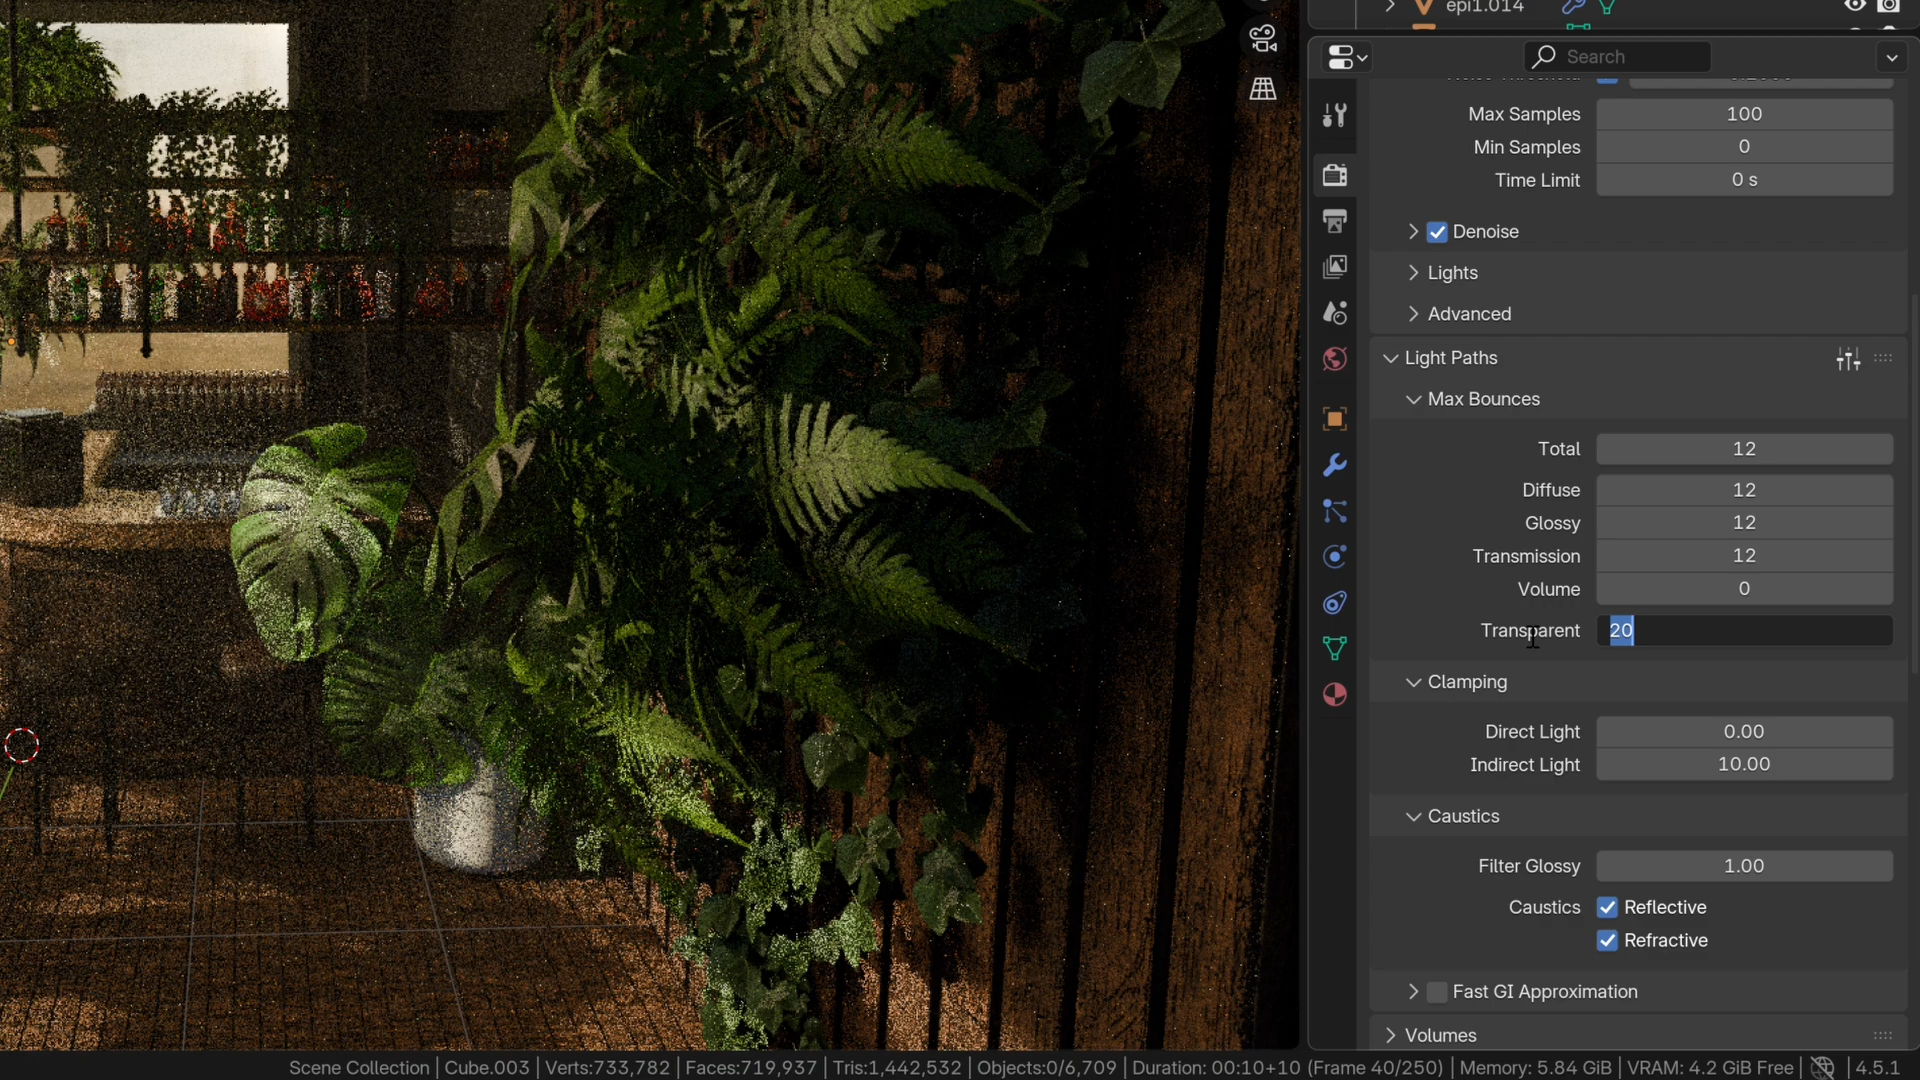 epi1.014
Search
Max Samples 100
Min Samples 0
Time Limit 0 s
Denoise
Lights
Advanced
Light Paths
Max Bounces
Total 12
Diffuse 12
Glossy 12
Transmission 12
Volume 0
Transparent 20
Clamping
Direct Light 0.00
Indirect Light 10.00
Caustics
Filter Glossy 1.00
Caustics Reflective
Refractive
Fast GI Approximation
Volumes
Scene Collection | Cube.003 | Verts:733,782 | Faces:719,937 | Tris:1,442,532 | Objects:0/6,709 | Duration: 00:10+10 (Frame 40/250) | Memory: 5.84 GiB | VRAM: 4.2 GiB Free | 4.5.1